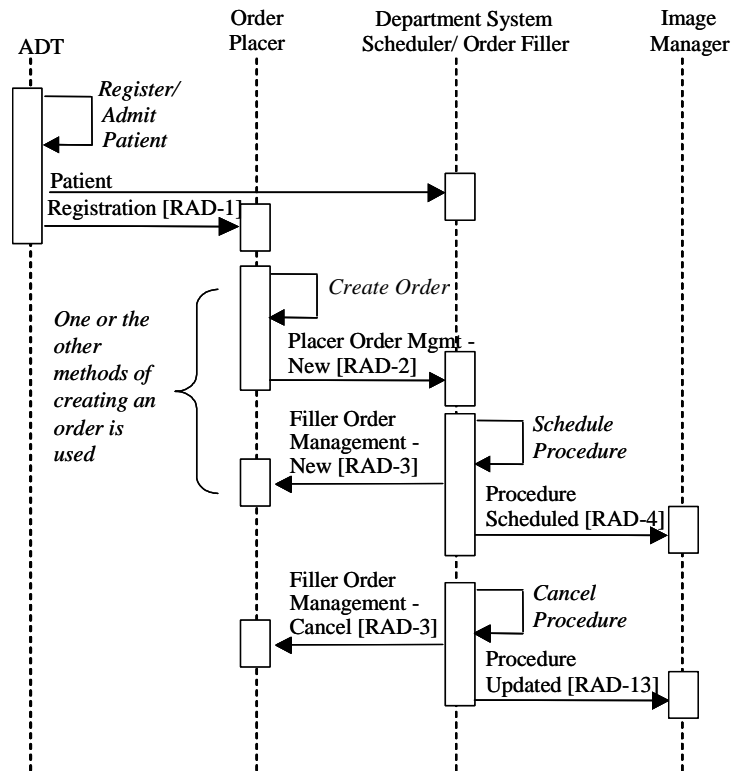 ADT
Order
Placer
Department System
Scheduler/ Order Filler
Image
Manager
Register/
Admit
Patient
Patient
Registration [RAD-1]
Create Order
One or the
other
methods of
creating an
order is
used
Placer Order Mgmt -
New [RAD-2]
Filler Order
Management -
New [RAD-3]
Schedule
Procedure
Procedure
Scheduled [RAD-4]
Filler Order
Management -
Cancel [RAD-3]
Cancel
Procedure
Procedure
Updated [RAD-13]